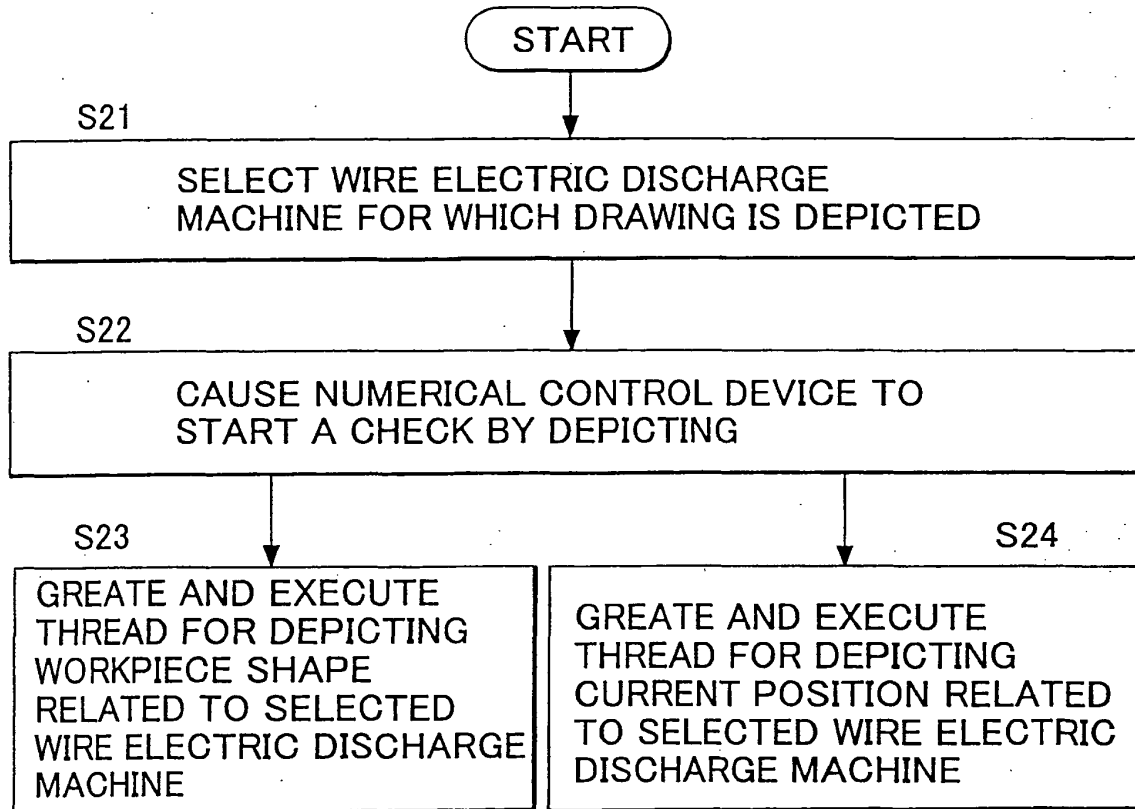 START
S21
SELECT WIRE ELECTRIC DISCHARGE
MACHINE FOR WHICH DRAWING IS DEPICTED
S22
CAUSE NUMERICAL CONTROL DEVICE TO
START A CHECK BY DEPICTING
S23
GREATE AND EXECUTE
THREAD FOR DEPICTING
WORKPIECE SHAPE
RELATED TO SELECTED
WIRE ELECTRIC DISCHARGE
MACHINE
S24
GREATE AND EXECUTE
THREAD FOR DEPICTING
CURRENT POSITION RELATED
TO SELECTED WIRE ELECTRIC
DISCHARGE MACHINE